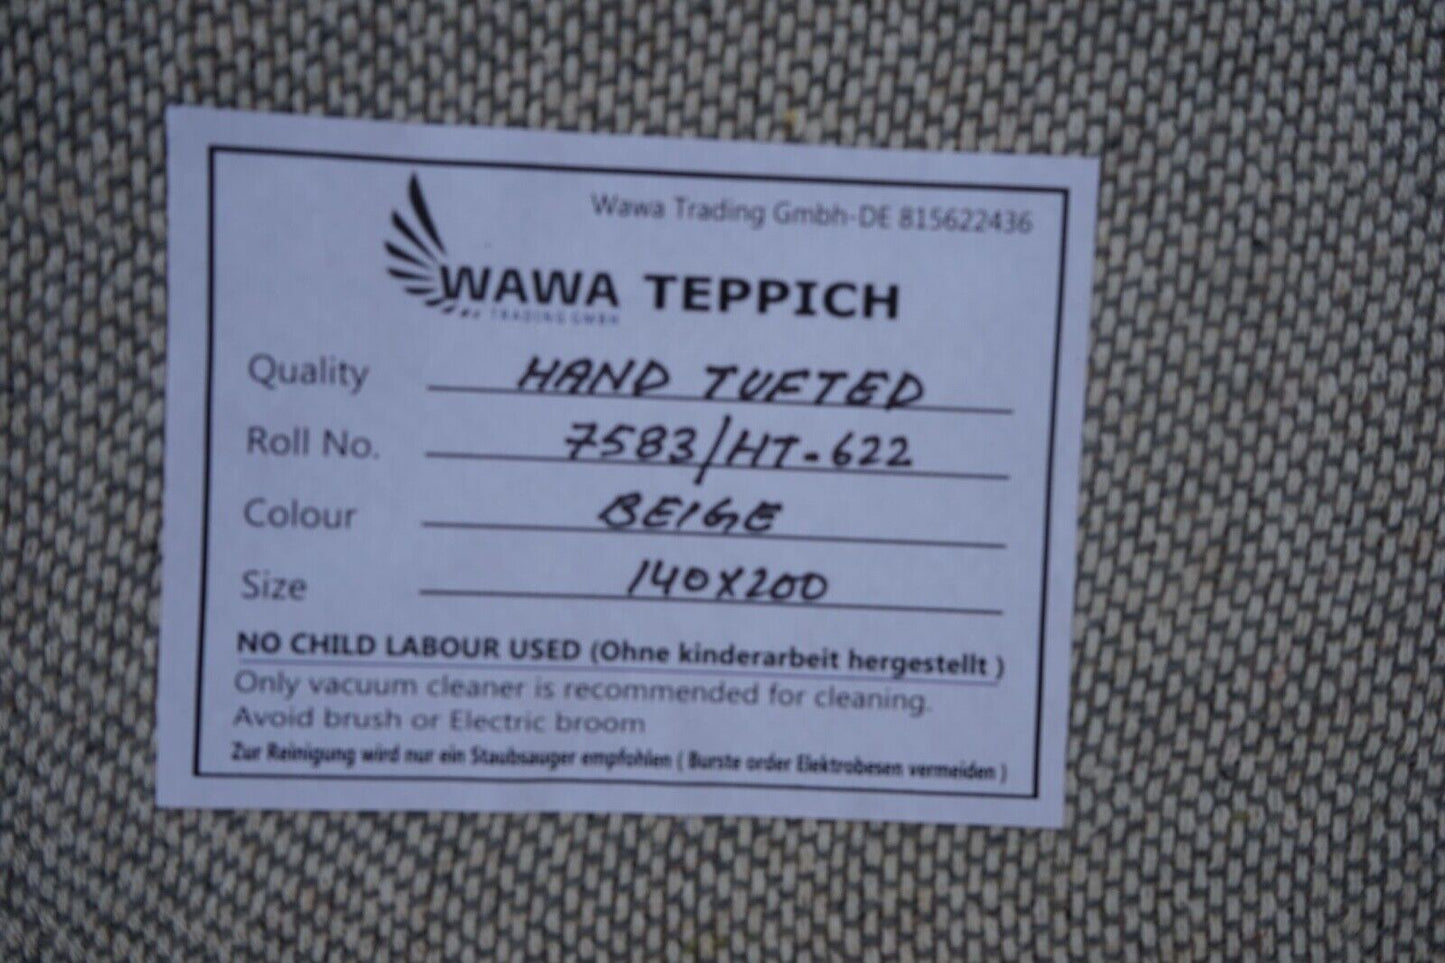 Wawa Trading Gmbh-DE 815622436
WAWA TEPPICH
TRADING GMBH
Quality HAND TUFTED
Roll No. 7583/HT-622
Colour BEIGE
Size 140X200
NO CHILD LABOUR USED (Ohne kinderarbeit hergestellt )
Only vacuum cleaner is recommended for cleaning.
Avoid brush or Electric broom
Zur Reinigung wird nur ein Staubsauger empfohlen ( Burste order Elektrobesen vermeiden )